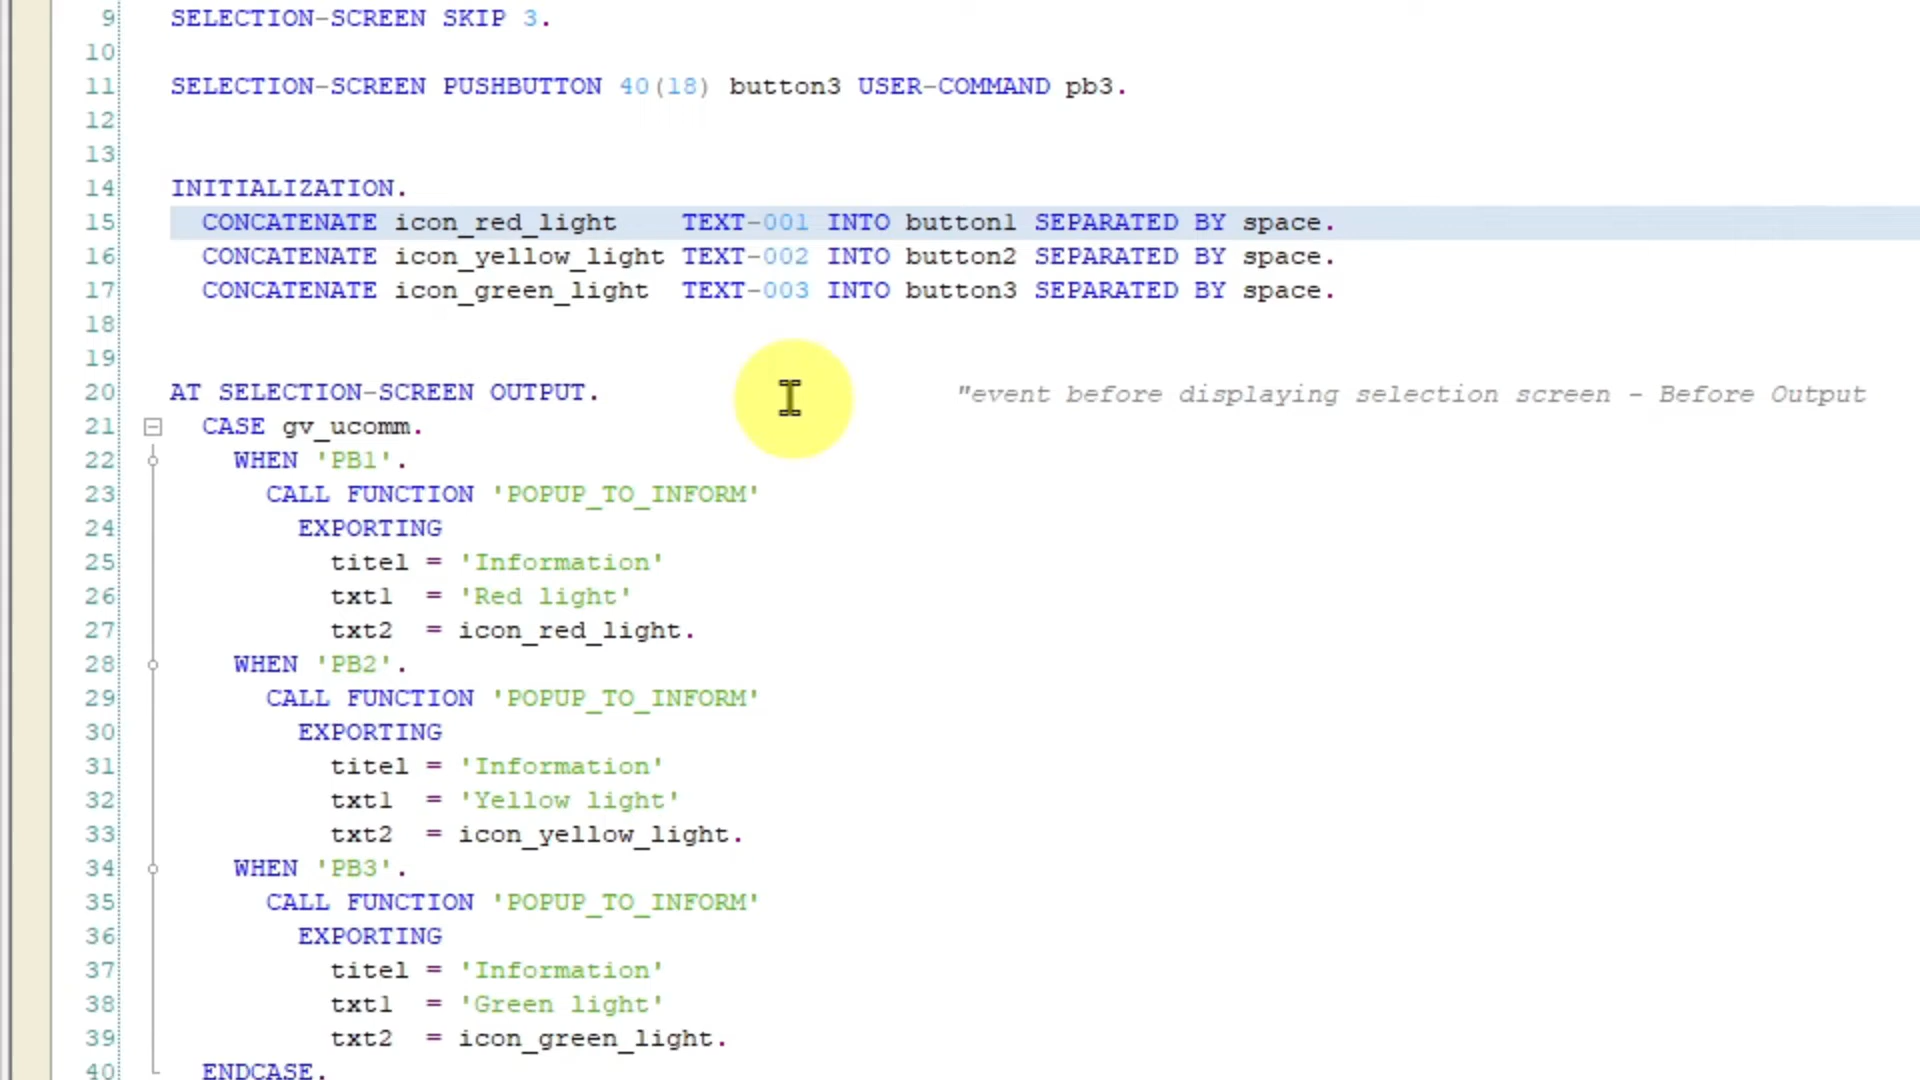 9 SELECTION-SCREEN SKIP 3.
10
11 SELECTION-SCREEN PUSHBUTTON 40(18) button3 USER-COMMAND pb3.
12
13
14 INITIALIZATION.
15 CONCATENATE icon_red_light    TEXT-001 INTO button1 SEPARATED BY space.
16 CONCATENATE icon_yellow_light TEXT-002 INTO button2 SEPARATED BY space.
17 CONCATENATE icon_green_light  TEXT-003 INTO button3 SEPARATED BY space.
18
19
20 AT SELECTION-SCREEN OUTPUT. "event before displaying selection screen - Before Output
21 CASE gv_ucomm.
22 WHEN 'PB1'.
23 CALL FUNCTION 'POPUP_TO_INFORM'
24 EXPORTING
25 titel = 'Information'
26 txt1  = 'Red light'
27 txt2  = icon_red_light.
28 WHEN 'PB2'.
29 CALL FUNCTION 'POPUP_TO_INFORM'
30 EXPORTING
31 titel = 'Information'
32 txt1  = 'Yellow light'
33 txt2  = icon_yellow_light.
34 WHEN 'PB3'.
35 CALL FUNCTION 'POPUP_TO_INFORM'
36 EXPORTING
37 titel = 'Information'
38 txt1  = 'Green light'
39 txt2  = icon_green_light.
40 ENDCASE.